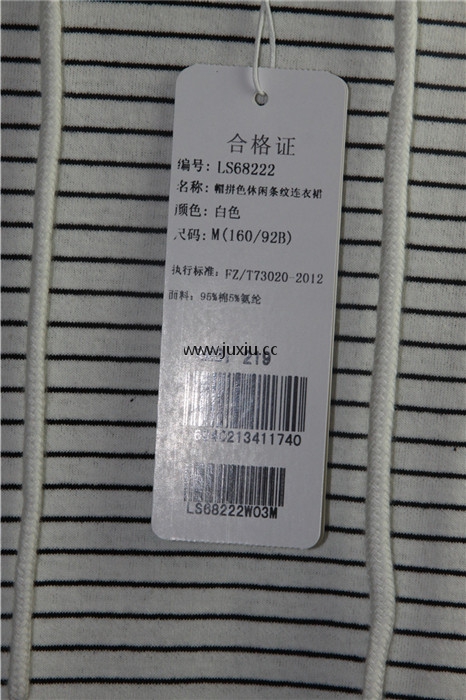 合格证
编号: LS68222
名称: 帽拼色休闲条纹连衣裙
颜色: 白色
尺码: M(160/92B)
执行标准: FZ/T73020-2012
面料: 95%棉5%氨纶
www.juxiu.cc
219
213411740
LS68222W03M